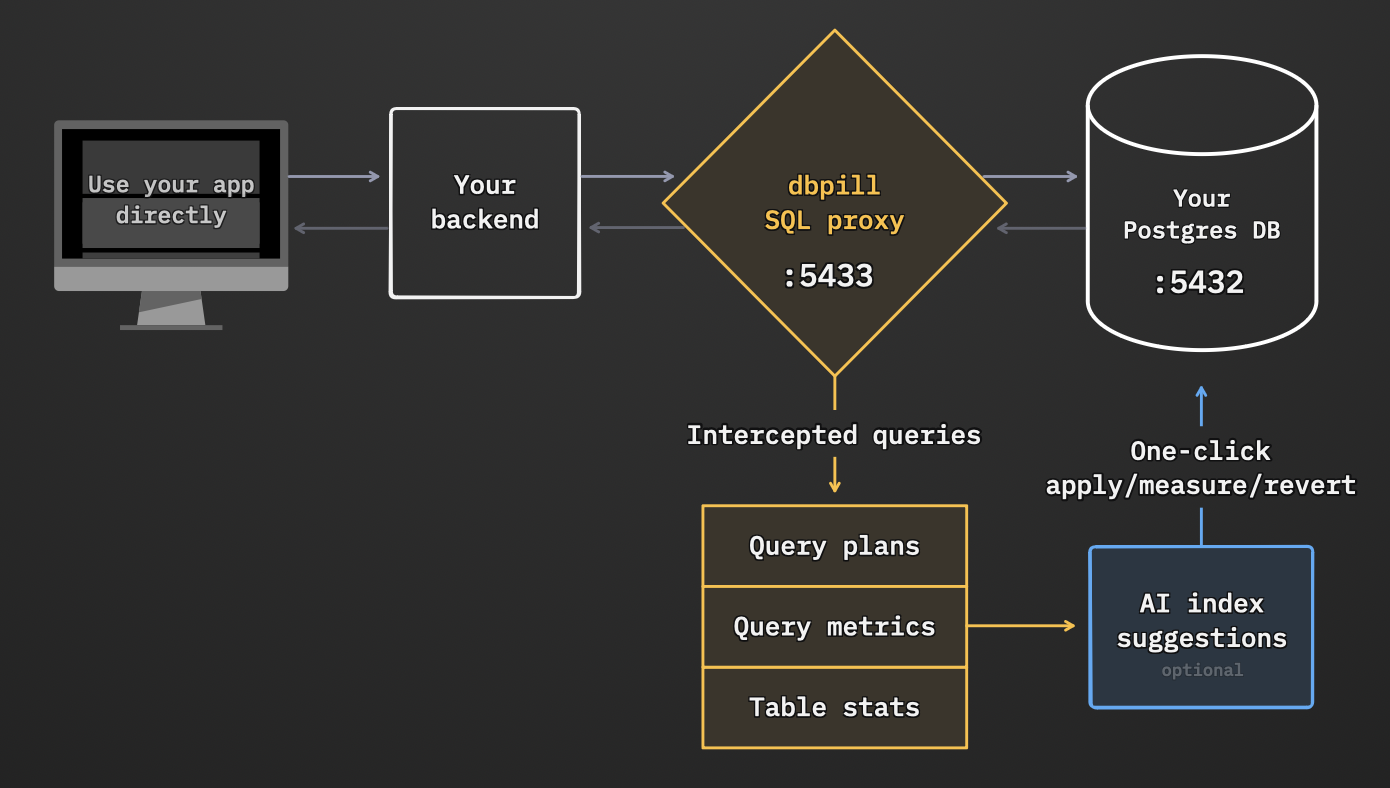 Use your app
directly
Your
backend
dbpill
SQL proxy
:5433
Your
Postgres DB
:5432
Intercepted queries
One-click
apply/measure/revert
Query plans
Query metrics
Table stats
AI index
suggestions
optional